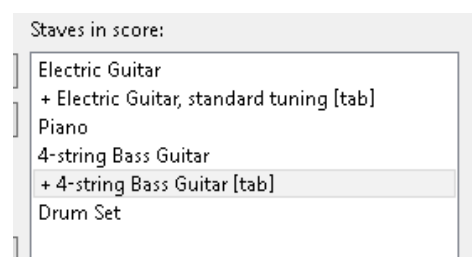 Staves in score:
Electric Guitar
+ Electric Guitar, standard tuning [tab]
Piano
4-string Bass Guitar
+ 4-string Bass Guitar [tab]
Drum Set